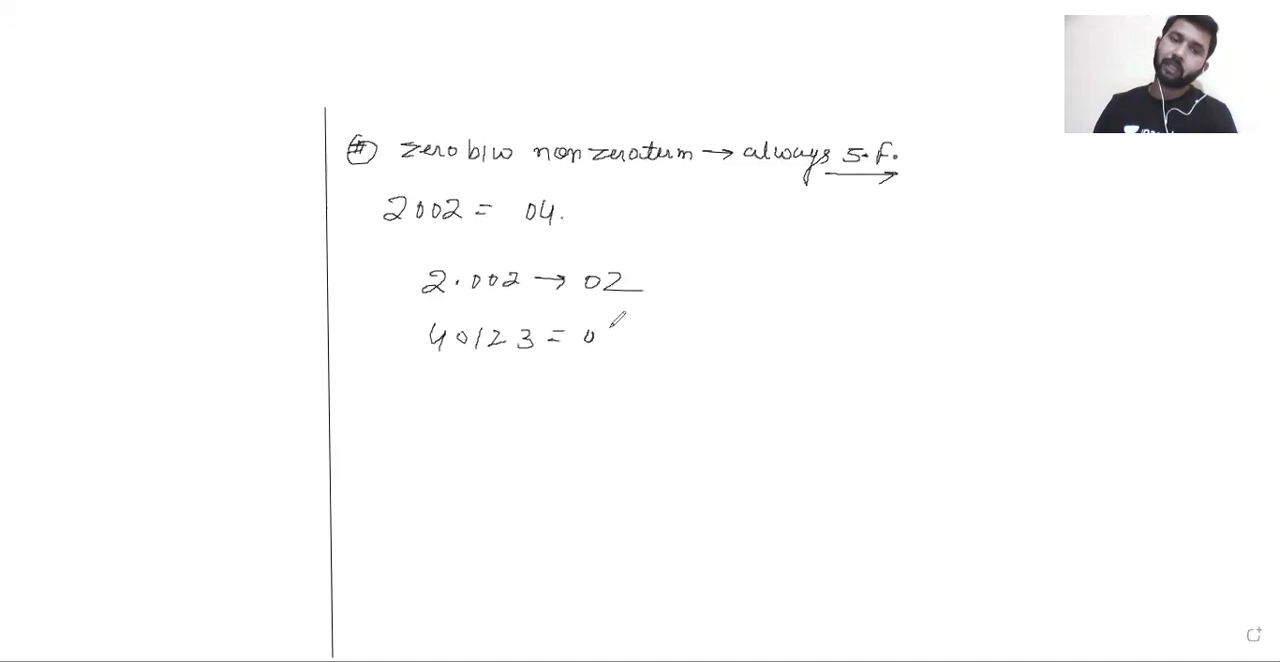 # zero b/w non zero term → always S.F.
2002 = 04.
2.002 → 02
40123 = 0